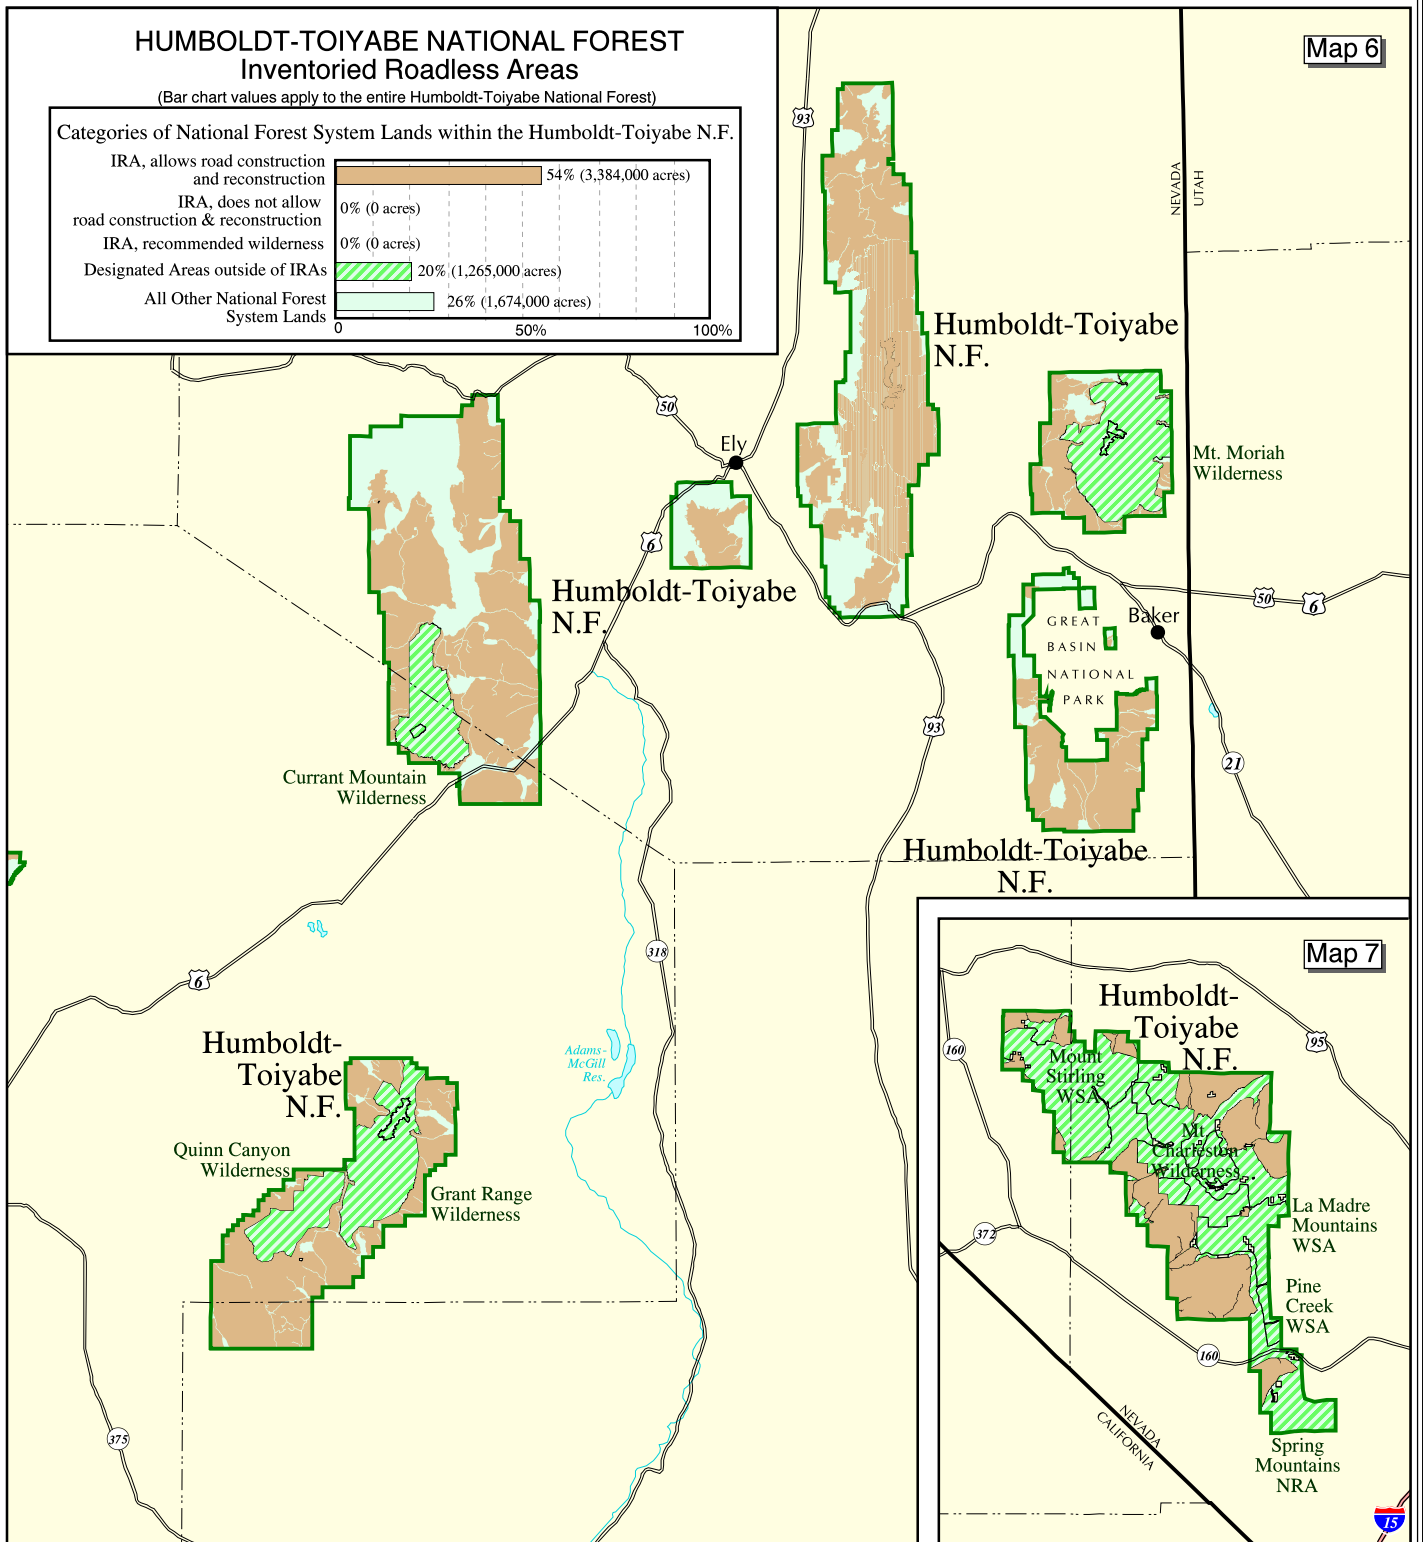 HUMBOLDT-TOIYABE NATIONAL FOREST
Inventoried Roadless Areas
(Bar chart values apply to the entire Humboldt-Toiyabe National Forest)
Categories of National Forest System Lands within the Humboldt-Toiyabe N.F.
IRA, allows road construction
and reconstruction
54% (3,384,000 acres)
IRA, does not allow
road construction & reconstruction
0% (0 acres)
IRA, recommended wilderness
0% (0 acres)
Designated Areas outside of IRAs
20% (1,265,000 acres)
All Other National Forest
System Lands
26% (1,674,000 acres)
0
50%
100%
Map 6
93
NEVADA
UTAH
Humboldt-Toiyabe
N.F.
50
Ely
Mt. Moriah
Wilderness
6
Humboldt-Toiyabe
N.F.
50
6
GREAT
BASIN
NATIONAL
PARK
Baker
93
21
Currant Mountain
Wilderness
Humboldt-Toiyabe
N.F.
318
6
Adams-
McGill
Res.
Humboldt-
Toiyabe
N.F.
Quinn Canyon
Wilderness
Grant Range
Wilderness
375
Map 7
Humboldt-
Toiyabe
N.F.
95
160
Mount
Stirling
WSA
Mt.
Charleston
Wilderness
372
La Madre
Mountains
WSA
Pine
Creek
WSA
160
NEVADA
CALIFORNIA
Spring
Mountains
NRA
15